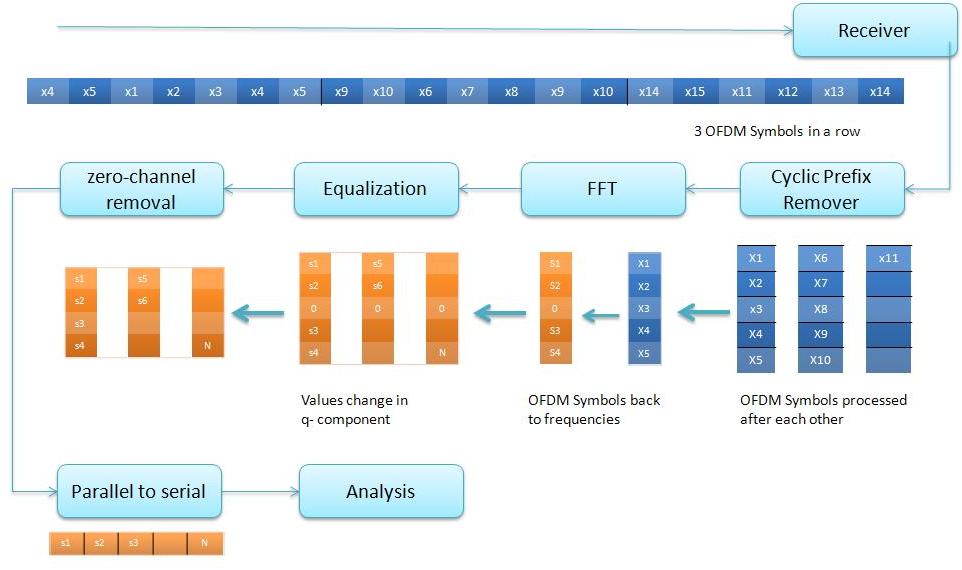 Receiver
x4 x5 x1 x2 x3 x4 x5 x9 x10 x6 x7 x8 x9 x10 x14 x15 x11 x12 x13 x14
3 OFDM Symbols in a row
zero-channel
removal
Equalization
FFT
Cyclic Prefix
Remover
s1 s5
s2 s6
s3
s4 N
s1 s5
s2 s6
0 0 0
s3
s4 N
S1
S2
0
S3
S4
X1
X2
X3
X4
X5
X1 X6 x11
X2 X7
x3 X8
X4 X9
X5 X10
Values change in
q- component
OFDM Symbols back
to frequencies
OFDM Symbols processed
after each other
Parallel to serial
Analysis
s1 s2 s3 N